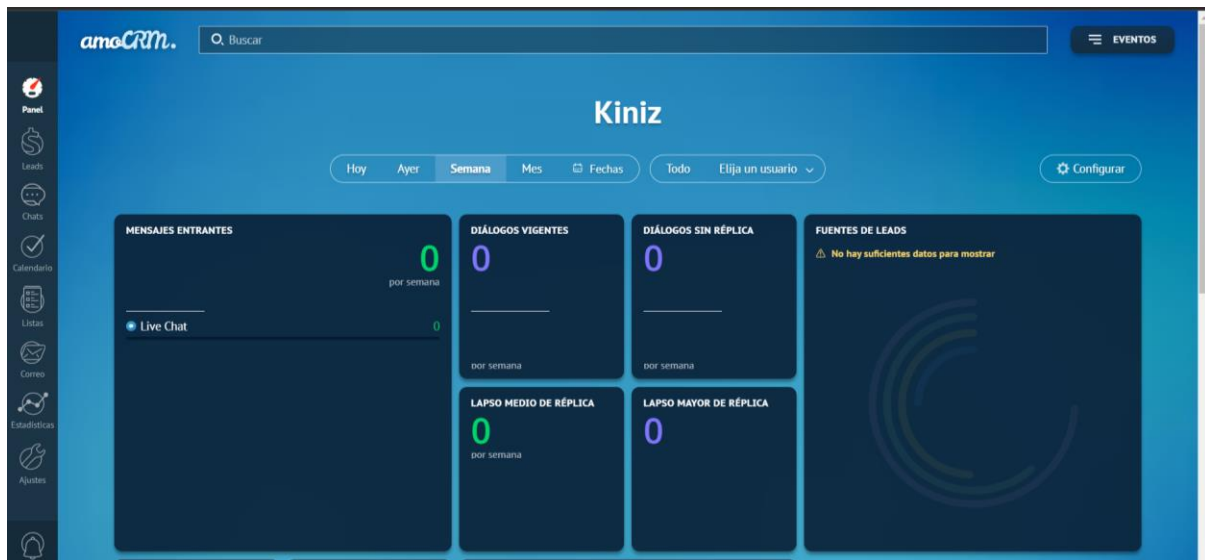 amoCRM.
Buscar
EVENTOS
Panel
Leads
Chats
Calendario
Listas
Correo
Estadísticas
Ajustes
Kiniz
Hoy Ayer Semana Mes Fechas Todo Elija un usuario Configurar
MENSAJES ENTRANTES
0
por semana
Live Chat 0
DIÁLOGOS VIGENTES
0
por semana
DIÁLOGOS SIN RÉPLICA
0
por semana
LAPSO MEDIO DE RÉPLICA
0
por semana
LAPSO MAYOR DE RÉPLICA
0
FUENTES DE LEADS
No hay suficientes datos para mostrar